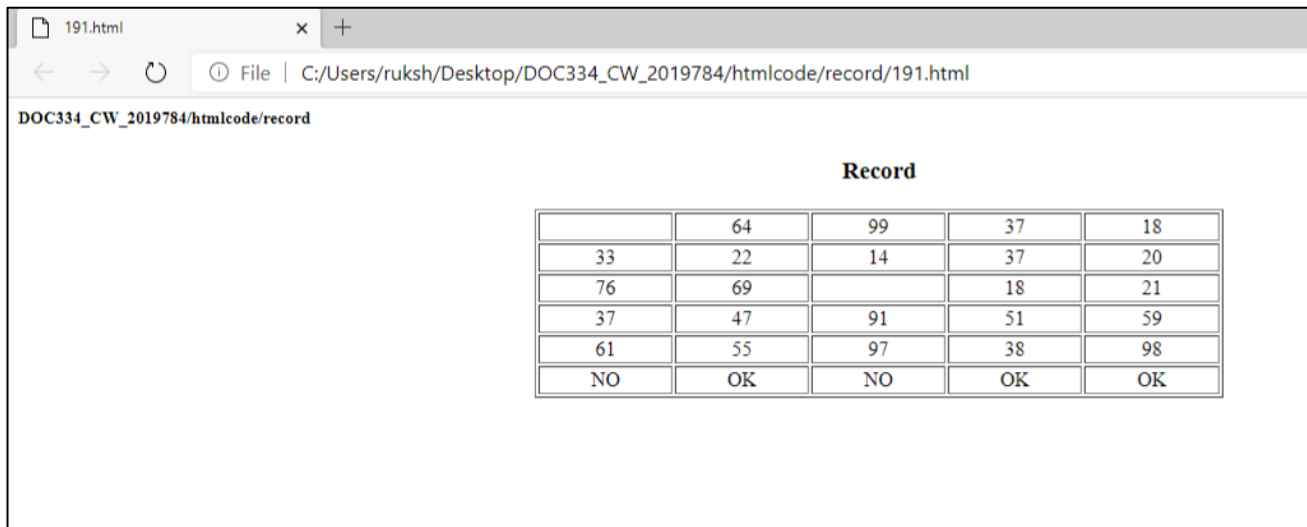 191.html
File C:/Users/ruksh/Desktop/DOC334_CW_2019784/htmlcode/record/191.html
DOC334_CW_2019784/htmlcode/record
Record
64 99 37 18
33 22 14 37 20
76 69 18 21
37 47 91 51 59
61 55 97 38 98
NO OK NO OK OK